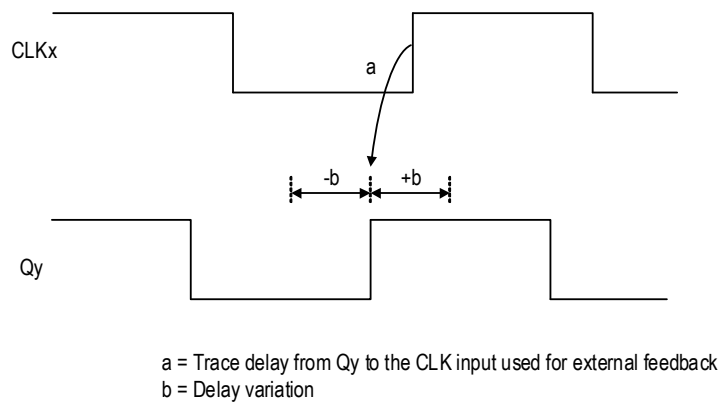 CLKx
a
-b
+b
Qy
a = Trace delay from Qy to the CLK input used for external feedback
b = Delay variation